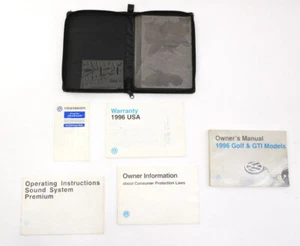 Warranty
1996 USA
Owner's Manual
1996 Golf & GTI Models
Operating Instructions
Sound System
Premium
Owner Information
about Consumer Protection Laws